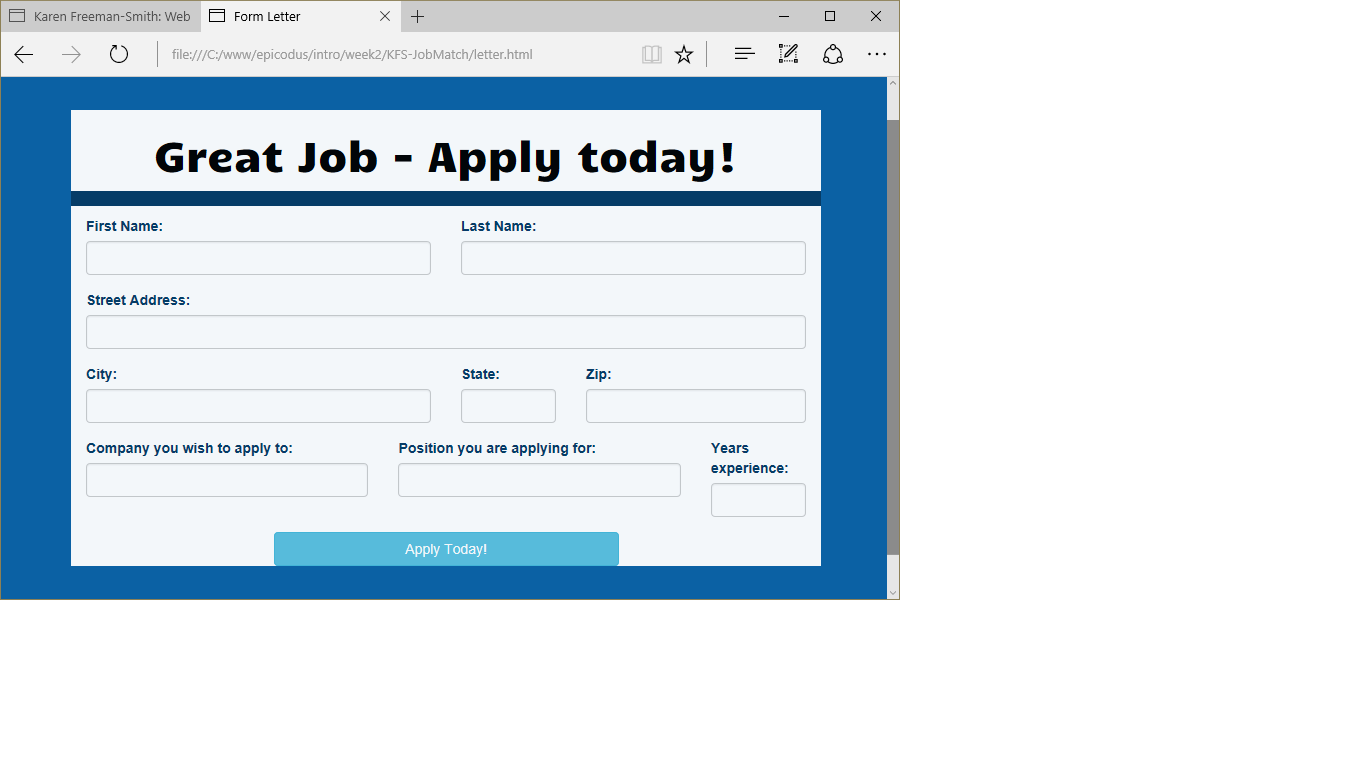 Karen Freeman-Smith: Web
Form Letter
file:///C:/www/epicodus/intro/week2/KFS-JobMatch/letter.html
Great Job - Apply today!
First Name:
Last Name:
Street Address:
City:
State:
Zip:
Company you wish to apply to:
Position you are applying for:
Years
experience:
Apply Today!